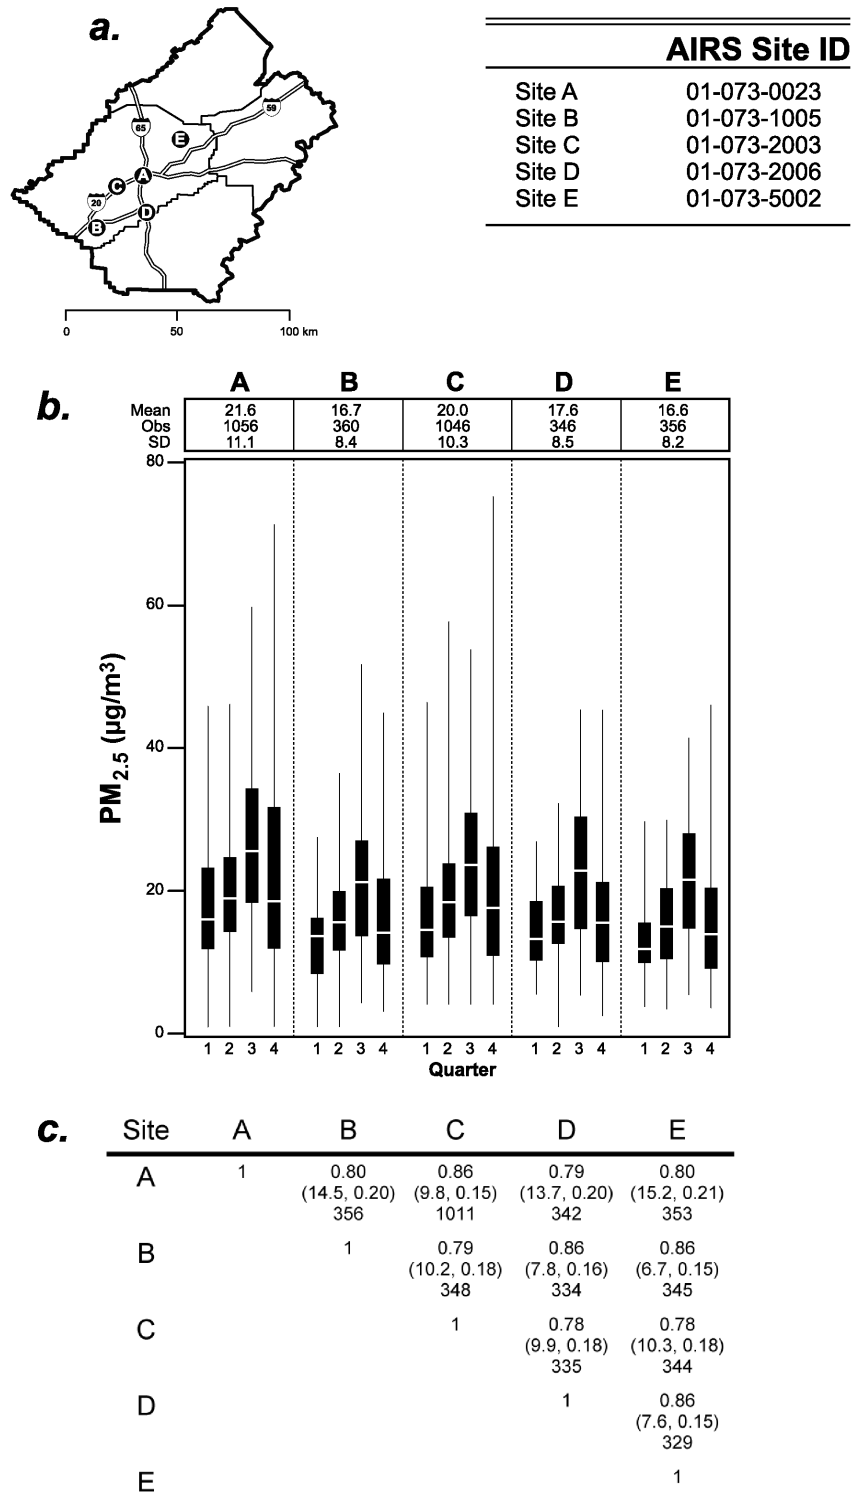 a.
65
59
E
A
C
20
D
B
0 50 100 km
AIRS Site ID
Site A 01-073-0023
Site B 01-073-1005
Site C 01-073-2003
Site D 01-073-2006
Site E 01-073-5002
b.
A B C D E
Mean 21.6 16.7 20.0 17.6 16.6
Obs 1056 360 1046 346 356
SD 11.1 8.4 10.3 8.5 8.2
80
60
40
20
0
PM2.5 (µg/m³)
1 2 3 4 1 2 3 4 1 2 3 4 1 2 3 4 1 2 3 4
Quarter
c.
Site A B C D E
A 1 0.80 0.86 0.79 0.80
(14.5, 0.20) (9.8, 0.15) (13.7, 0.20) (15.2, 0.21)
356 1011 342 353
B 1 0.79 0.86 0.86
(10.2, 0.18) (7.8, 0.16) (6.7, 0.15)
348 334 345
C 1 0.78 0.78
(9.9, 0.18) (10.3, 0.18)
335 344
D 1 0.86
(7.6, 0.15)
329
E 1